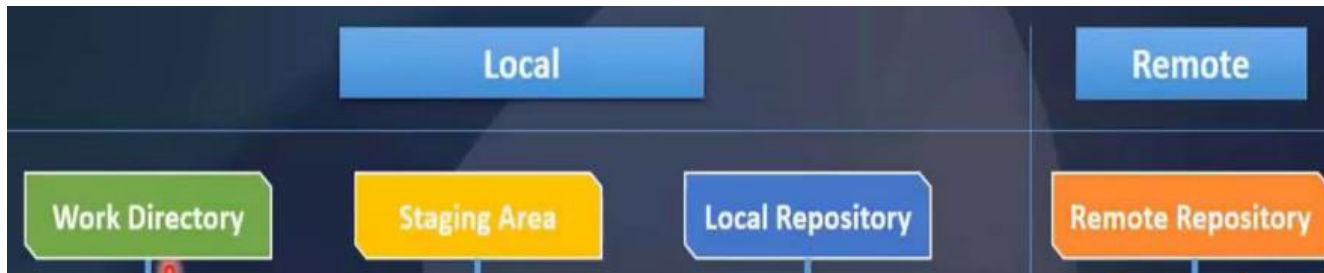 Local
Remote
Work Directory
Staging Area
Local Repository
Remote Repository